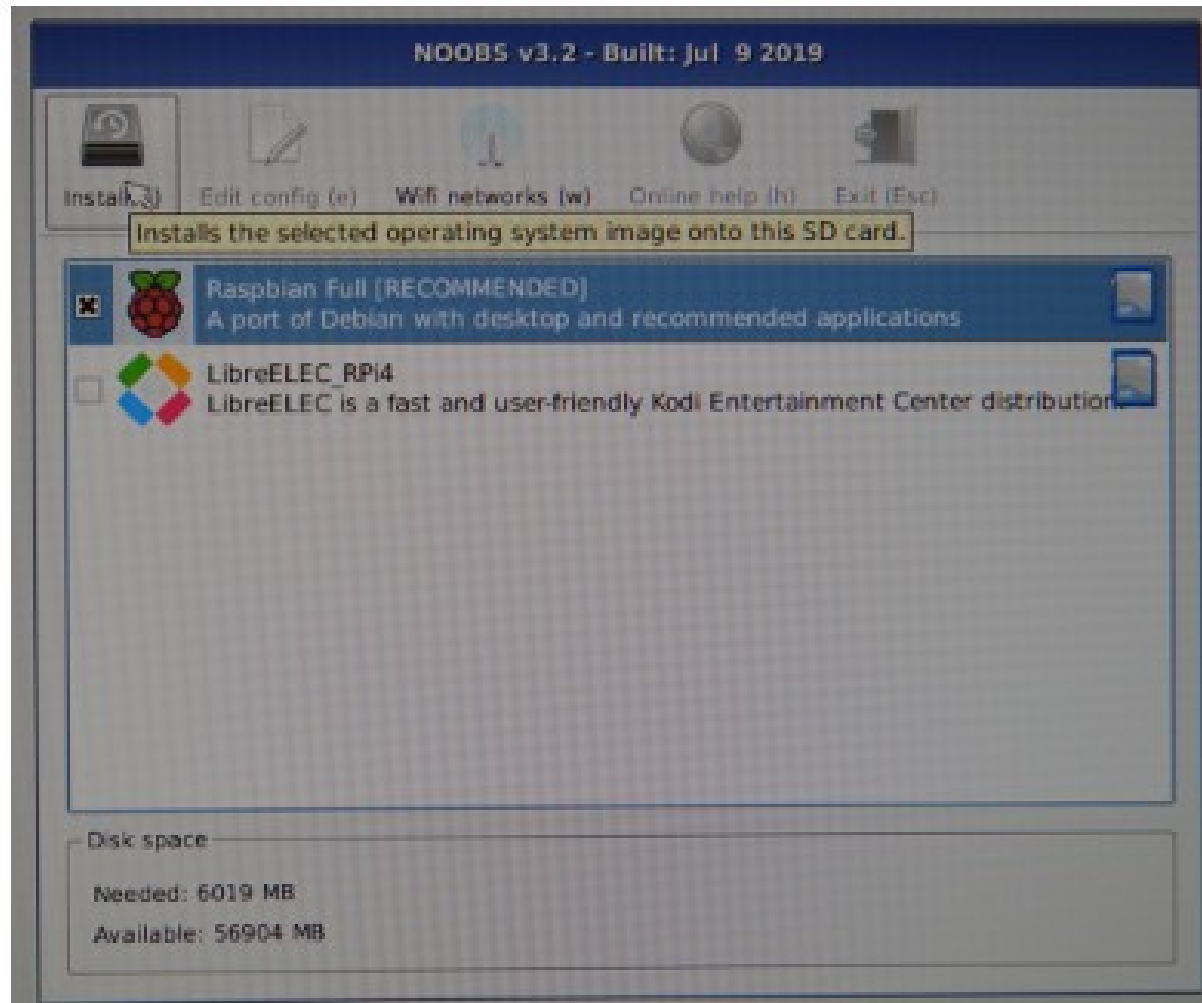 NOOBS v3.2 - Built: Jul 9 2019
Install (i) Edit config (e) Wifi networks (w) Online help (h) Exit (Esc)
Installs the selected operating system image onto this SD card.
Raspbian Full [RECOMMENDED]
A port of Debian with desktop and recommended applications
LibreELEC_RPi4
LibreELEC is a fast and user-friendly Kodi Entertainment Center distribution.
Disk space
Needed: 6019 MB
Available: 56904 MB